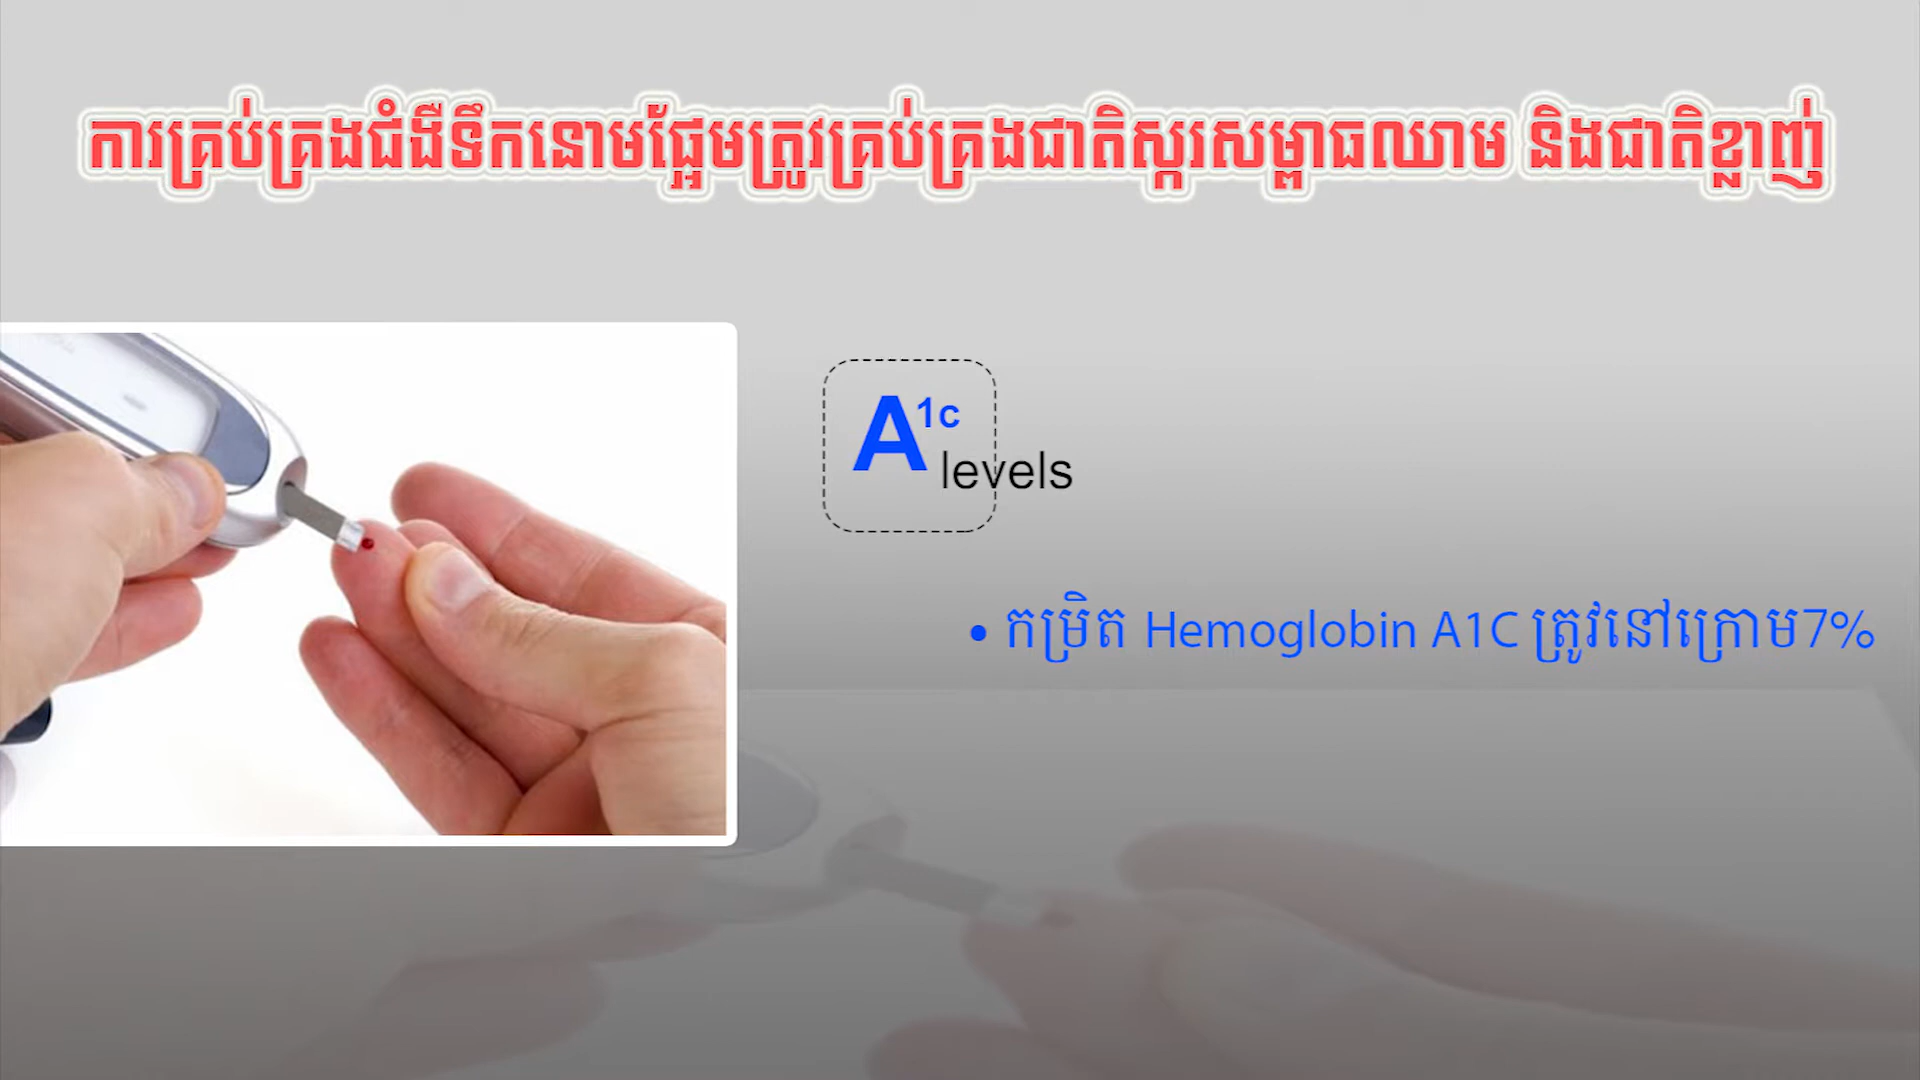 ការគ្រប់គ្រងជំងឺទឹកនោមផ្អែមត្រូវគ្រប់គ្រងជាតិស្ករសម្ពាធឈាម និងជាតិខ្លាញ់
A1c
levels
• កម្រិត Hemoglobin A1C ត្រូវនៅក្រោម7%